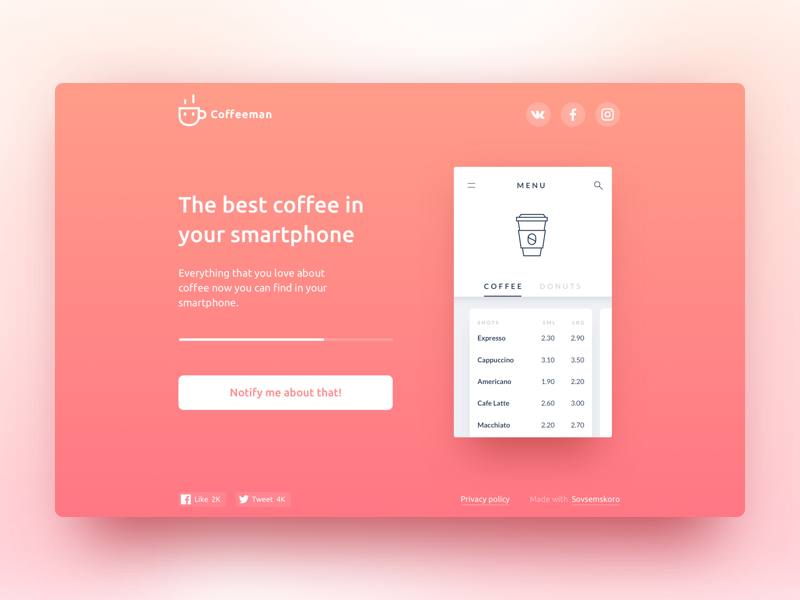 Coffeeman
The best coffee in
your smartphone
Everything that you love about
coffee now you can find in your
smartphone.
Notify me about that!
MENU
COFFEE DONUTS
SHOTS SML LRG
Expresso 2.30 2.90
Cappuccino 3.10 3.50
Americano 1.90 2.20
Cafe Latte 2.60 3.00
Macchiato 2.20 2.70
Like 2K Tweet 4K
Privacy policy Made with Sovsemskoro